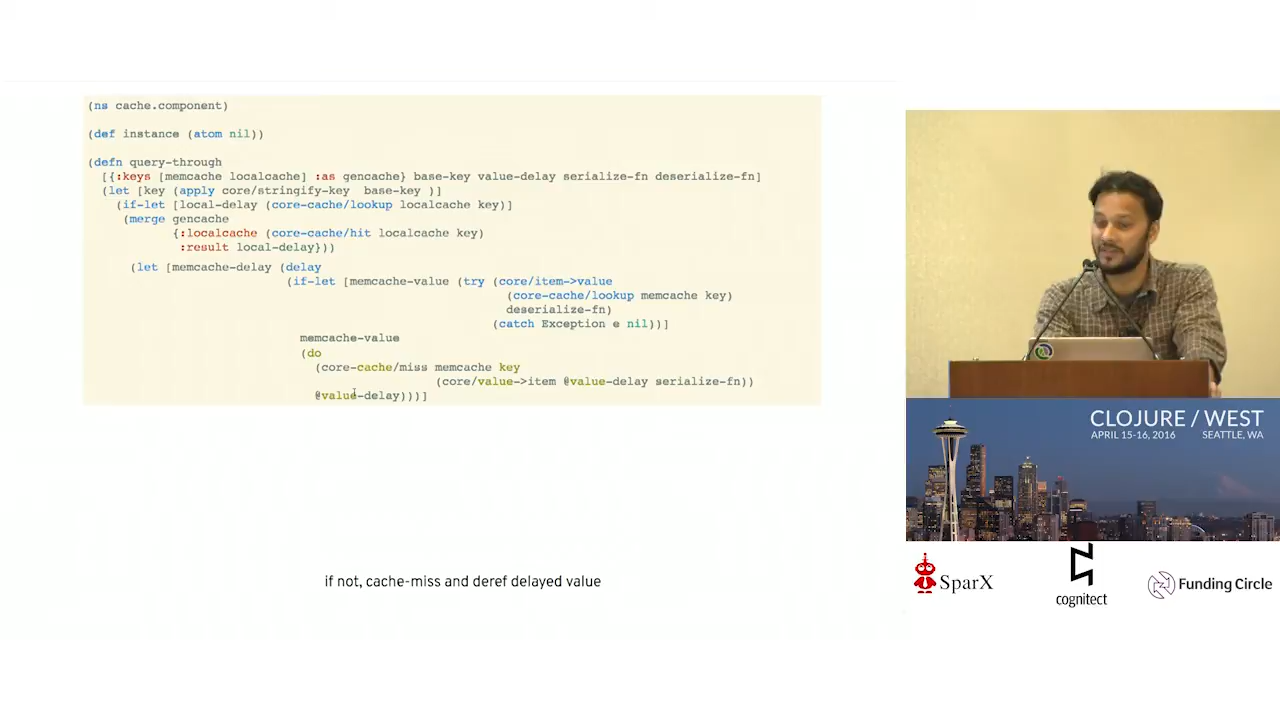 (ns cache.component)
(def instance (atom nil))
(defn query-through
[{:keys [memcache localcache] :as gencache} base-key value-delay serialize-fn deserialize-fn]
(let [key (apply core/stringify-key base-key )]
(if-let [local-delay (core-cache/lookup localcache key)]
(merge gencache
{:localcache (core-cache/hit localcache key)
:result local-delay}))
(let [memcache-delay (delay
(if-let [memcache-value (try (core/item->value
(core-cache/lookup memcache key)
deserialize-fn)
(catch Exception e nil))]
memcache-value
(do
(core-cache/miss memcache key
(core/value->item @value-delay serialize-fn))
@value-delay)))]
if not, cache-miss and deref delayed value
CLOJURE / WEST
APRIL 15-16, 2016 SEATTLE, WA
SparX
cognitect
Funding Circle